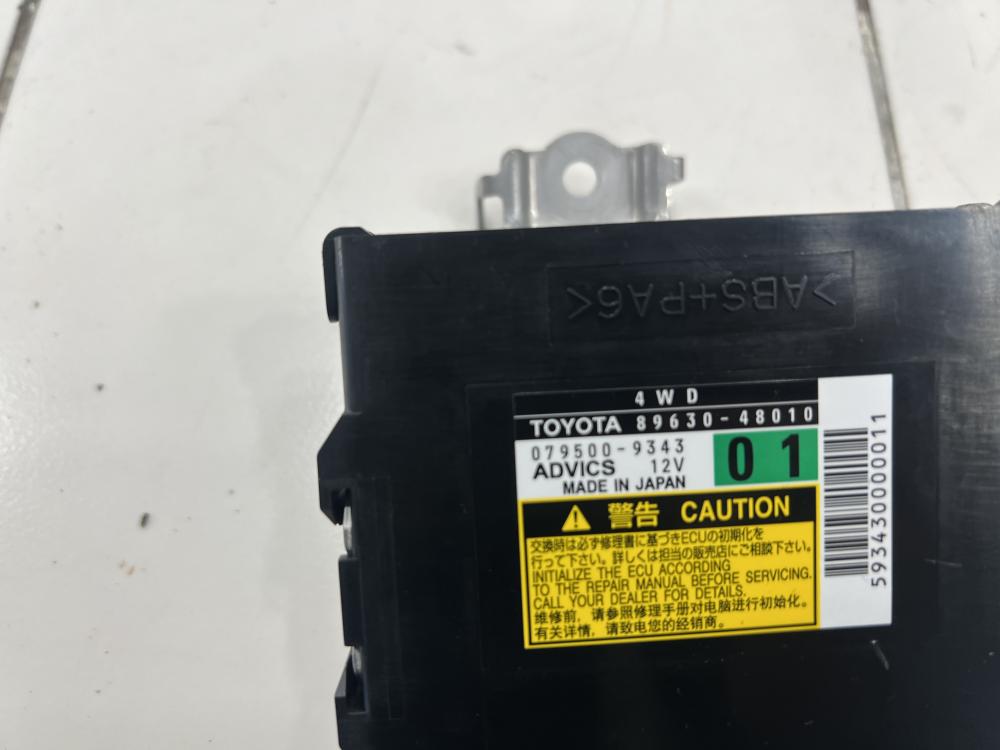 >ABS+PA6<
4WD
TOYOTA 89630-48010
079500-9343
ADVICS 12V
MADE IN JAPAN
01
警告 CAUTION
交換時は必ず修理書に基づきECUの初期化を
行って下さい。詳しくは担当の販売店にご相談下さい。
INITIALIZE THE ECU ACCORDING
TO THE REPAIR MANUAL BEFORE SERVICING.
CALL YOUR DEALER FOR DETAILS.
维修前，请参照修理手册对电脑进行初始化。
有关详情，请致电您的经销商。
593430000011